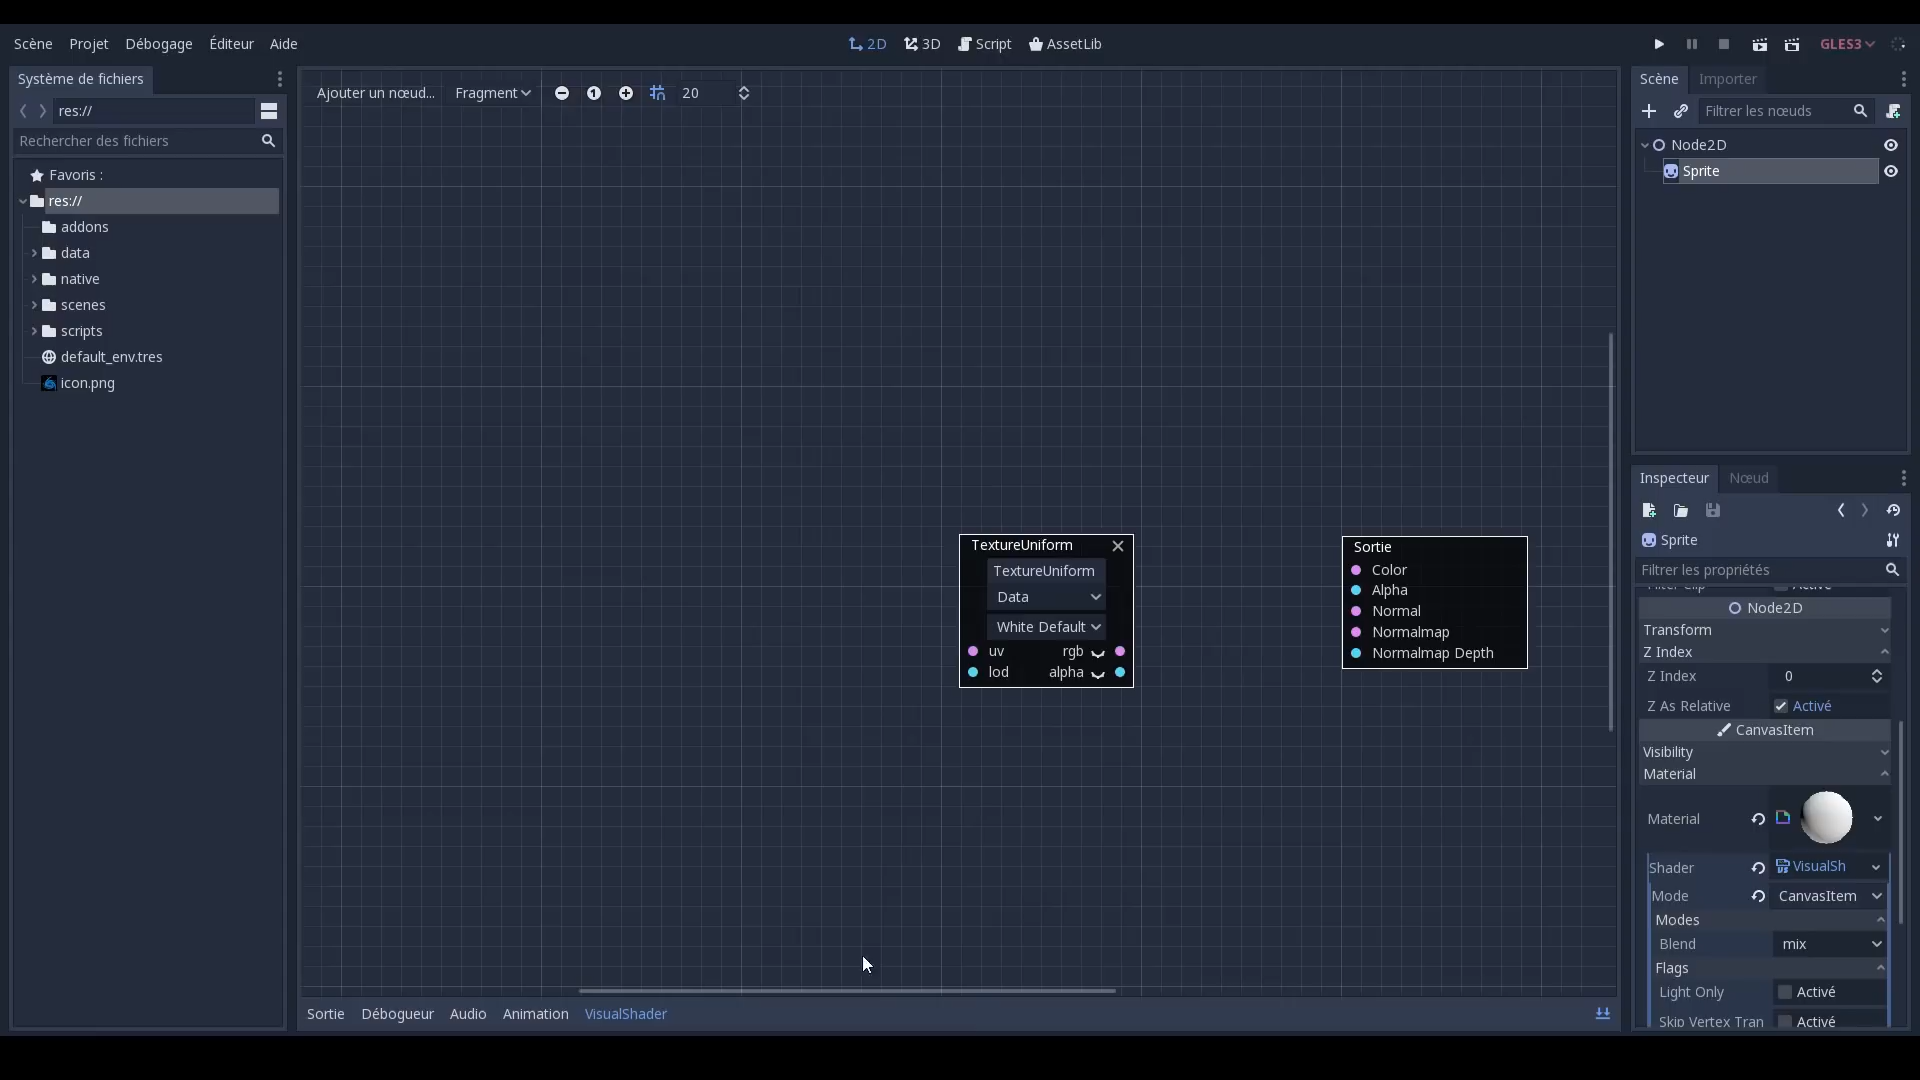 Scène Projet Débogage Éditeur Aide
2D 3D Script AssetLib
GLES3
Système de fichiers
res://
Rechercher des fichiers
Favoris :
res://
addons
data
native
scenes
scripts
default_env.tres
icon.png
Ajouter un nœud... Fragment 20
TextureUniform
TextureUniform
Data
White Default
uv rgb
lod alpha
Sortie
Color
Alpha
Normal
Normalmap
Normalmap Depth
Sortie Débogueur Audio Animation VisualShader
Scène Importer
Filtrer les nœuds
Node2D
Sprite
Inspecteur Nœud
Sprite
Filtrer les propriétés
Node2D
Transform
Z Index
Z Index 0
Z As Relative Activé
CanvasItem
Visibility
Material
Material
Shader VisualSh
Mode CanvasItem
Modes
Blend mix
Flags
Light Only Activé
Skip Vertex Tran Activé